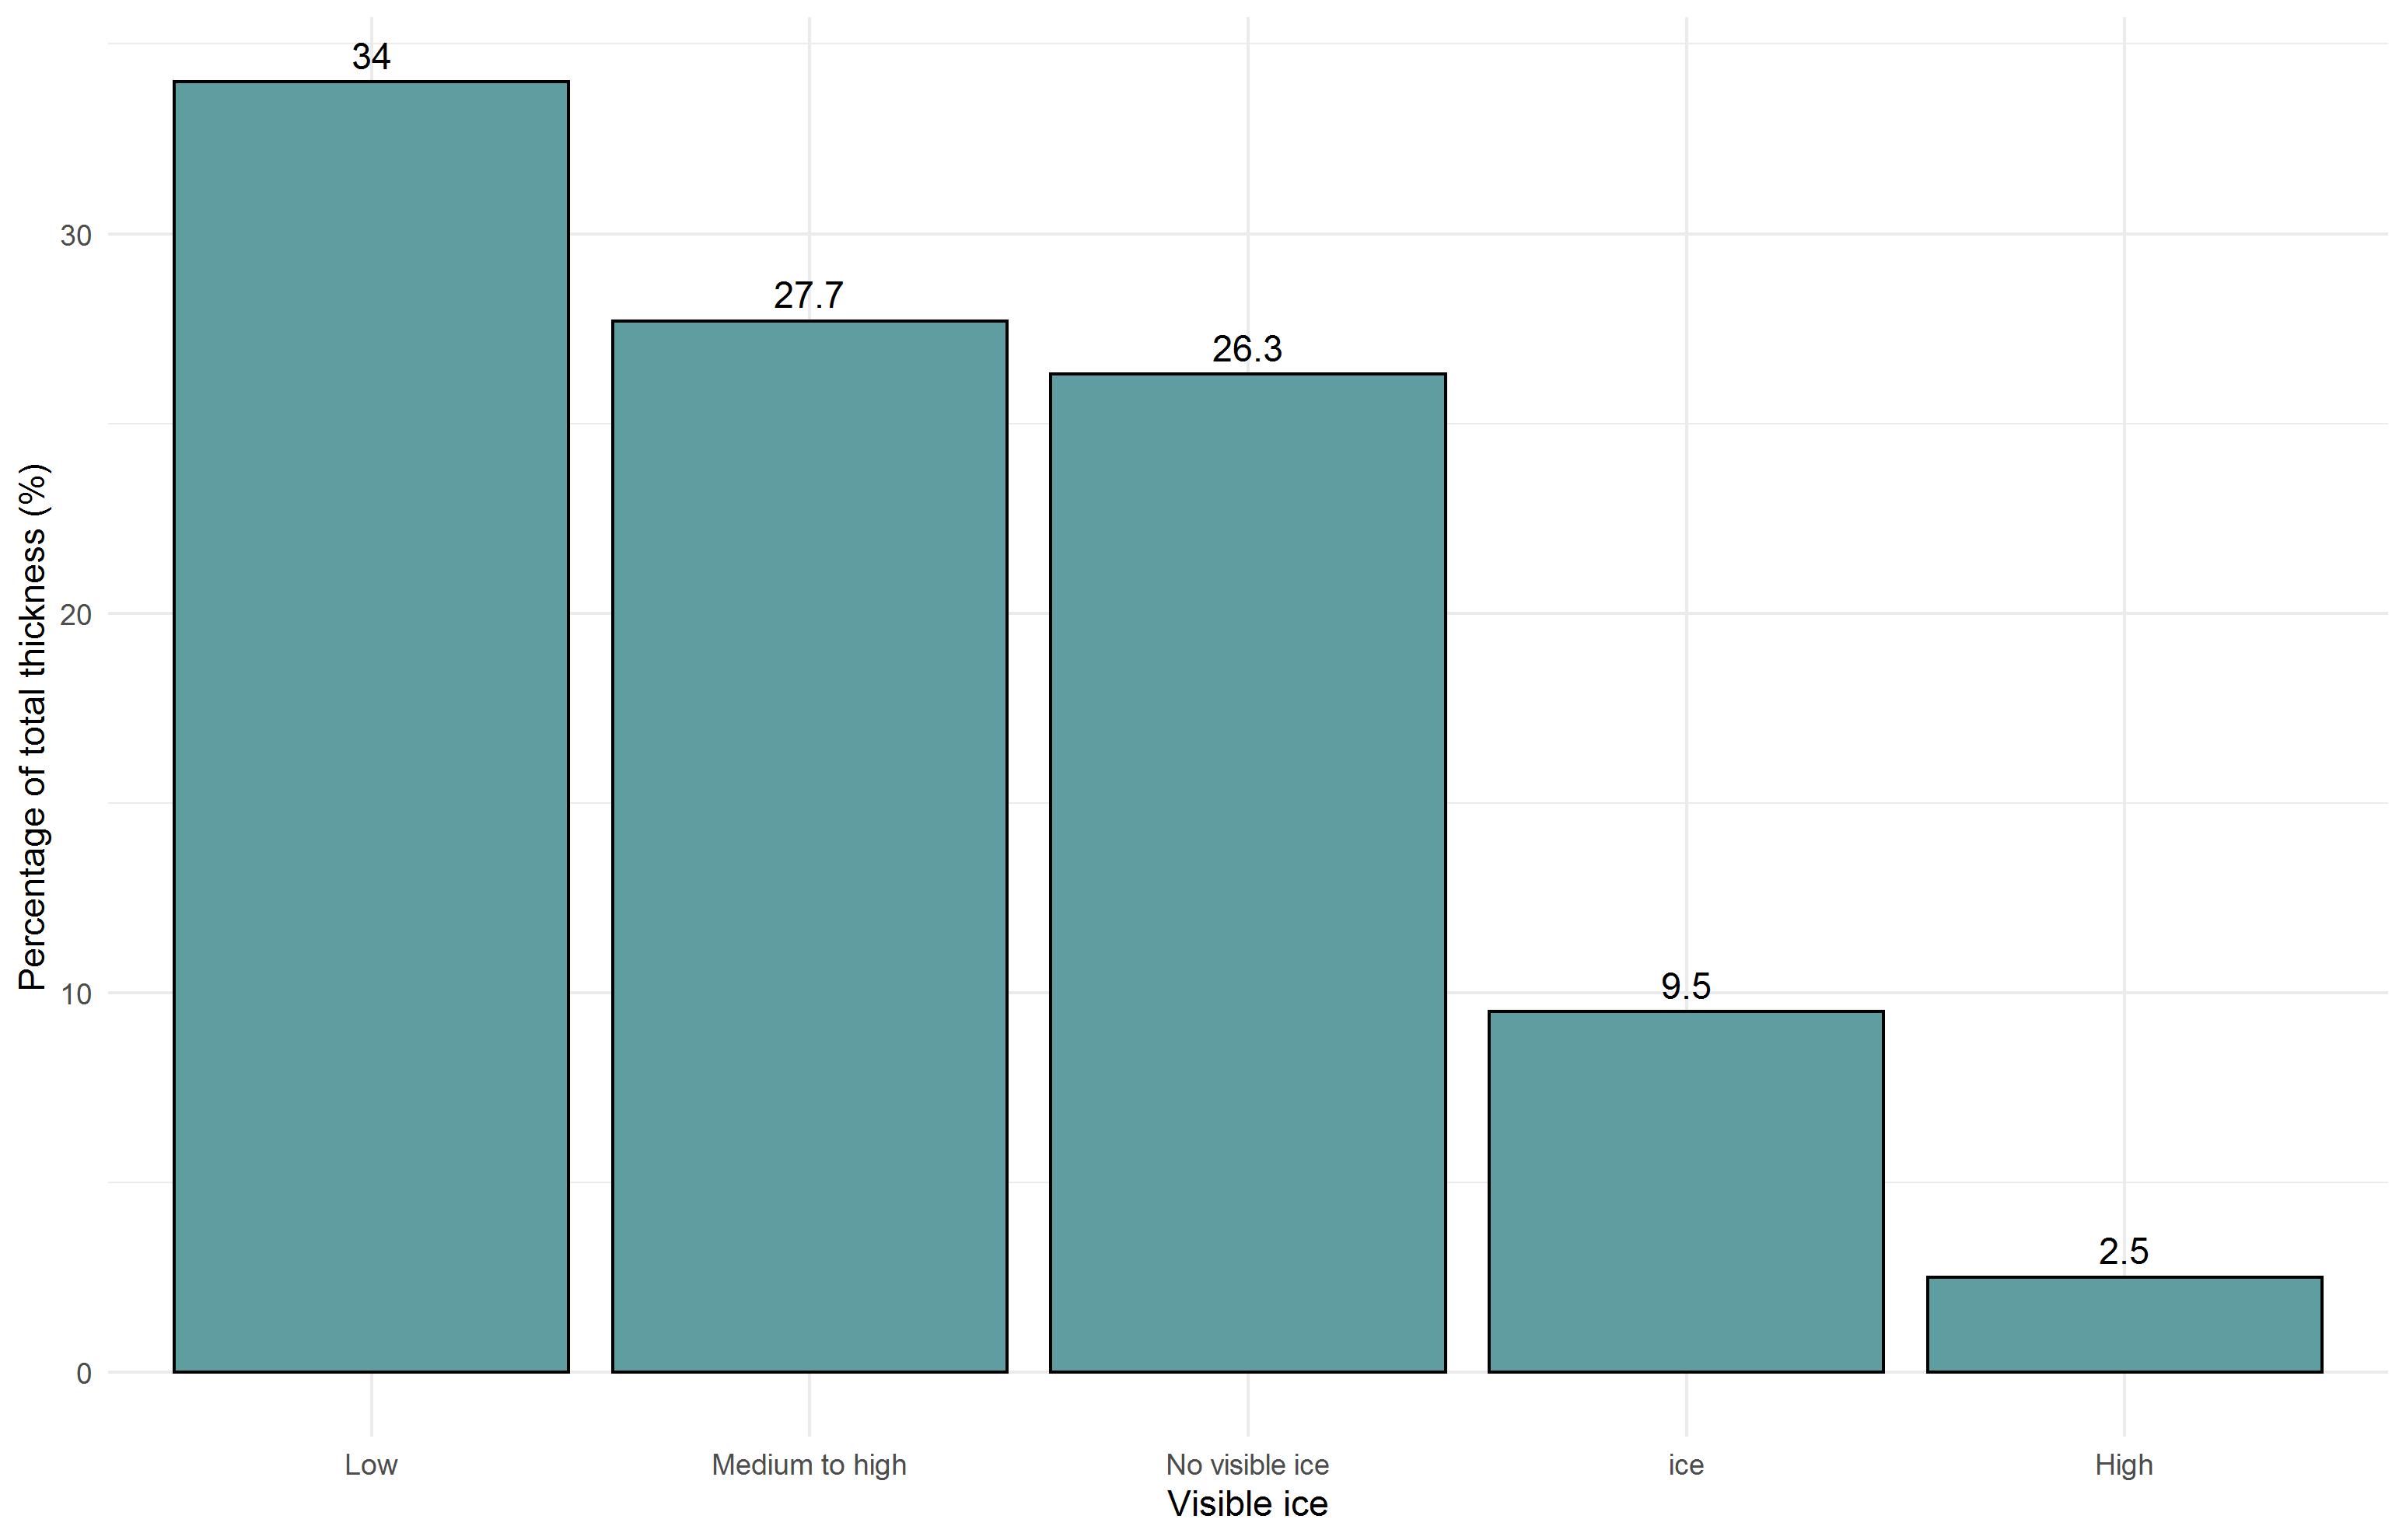 34
27.7
26.3
9.5
2.5
30
20
10
0
Percentage of total thickness (%)
Low
Medium to high
No visible ice
ice
High
Visible ice